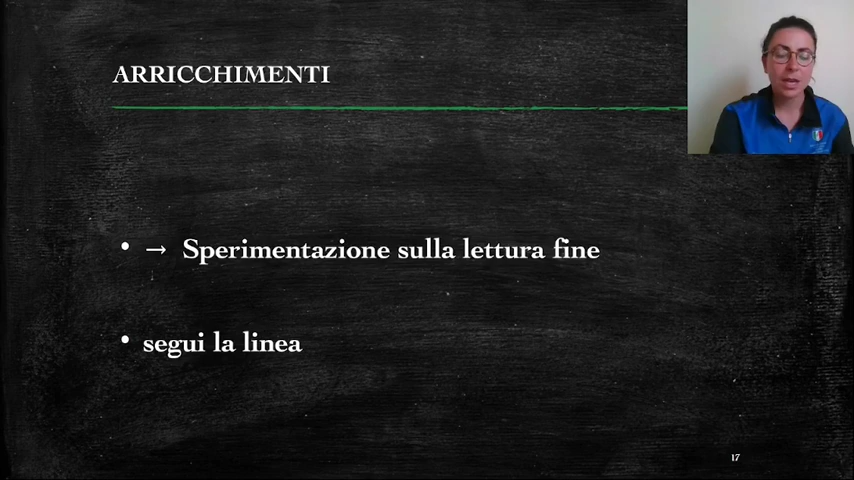 ARRICCHIMENTI
• → Sperimentazione sulla lettura fine
• segui la linea
17